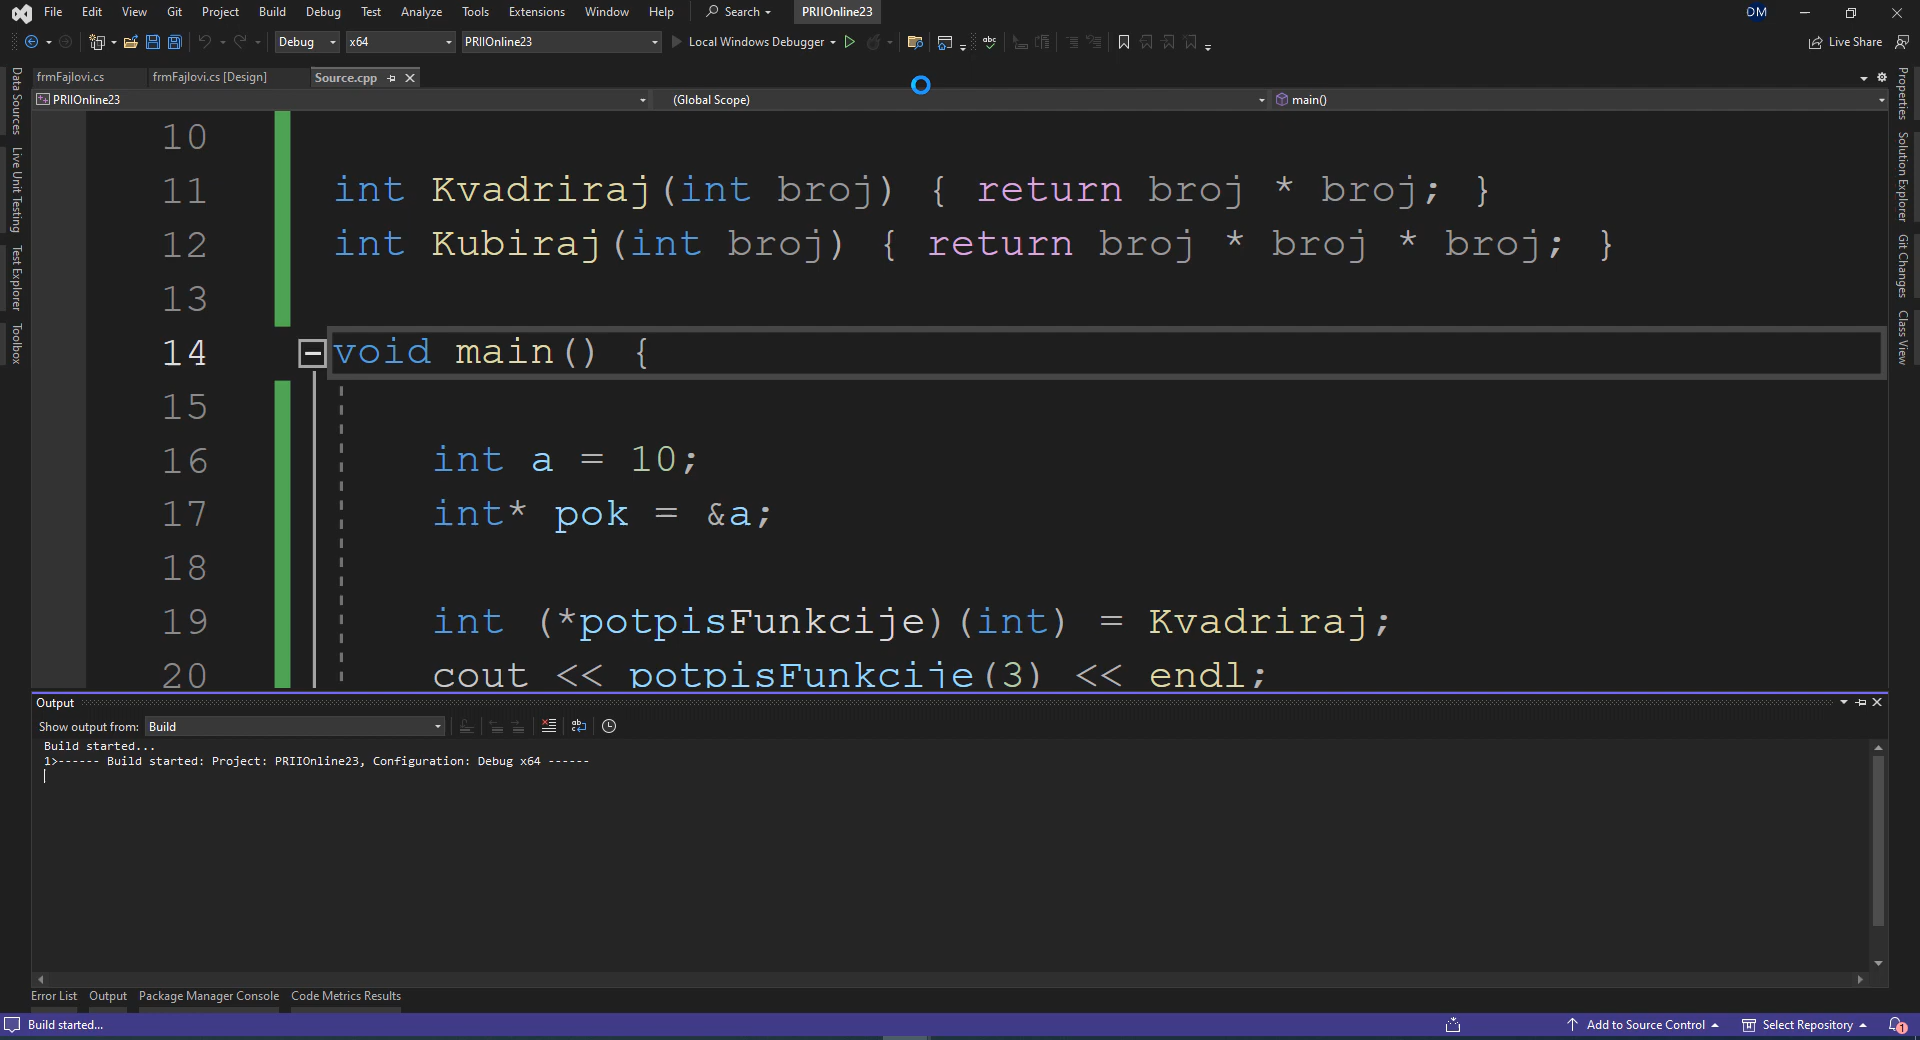 File Edit View Git Project Build Debug Test Analyze Tools Extensions Window Help Search PRIIOnline23 OM
Debug x64 PRIIOnline23 Local Windows Debugger Live Share
frmFajlovi.cs frmFajlovi.cs [Design] Source.cpp
PRIIOnline23 (Global Scope) main()
Data Sources
Live Unit Testing
Test Explorer
Toolbox
10
11 int Kvadriraj(int broj) { return broj * broj; }
12 int Kubiraj(int broj) { return broj * broj * broj; }
13
14 void main() {
15
16 int a = 10;
17 int* pok = &a;
18
19 int (*potpisFunkcije)(int) = Kvadriraj;
20 cout << potpisFunkcije(3) << endl;
Properties
Solution Explorer
Git Changes
Class View
Output
Show output from: Build
Build started...
1>------ Build started: Project: PRIIOnline23, Configuration: Debug x64 ------
Error List Output Package Manager Console Code Metrics Results
Build started... Add to Source Control Select Repository 1